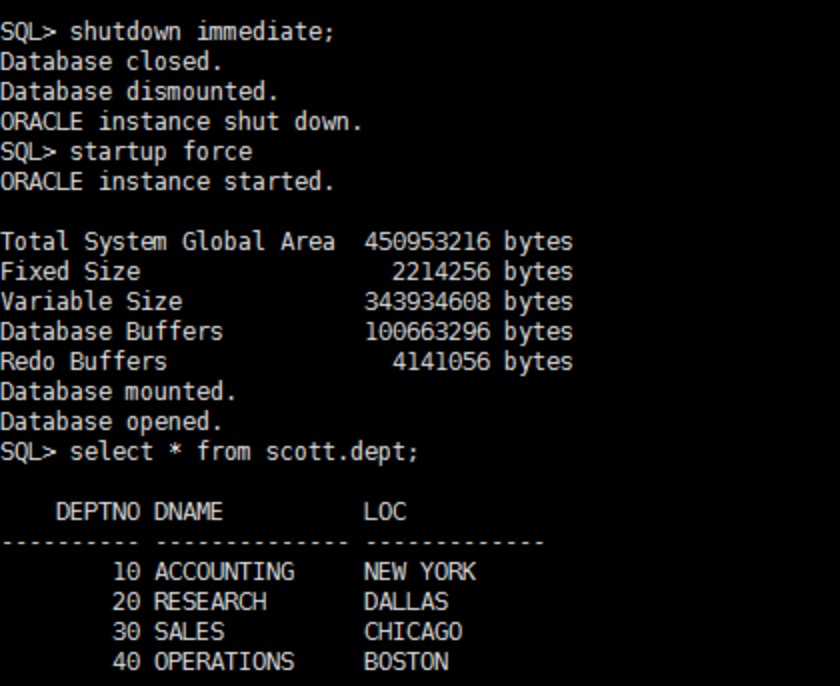 SQL> shutdown immediate;
Database closed.
Database dismounted.
ORACLE instance shut down.
SQL> startup force
ORACLE instance started.
Total System Global Area  450953216 bytes
Fixed Size                  2214256 bytes
Variable Size             343934608 bytes
Database Buffers          100663296 bytes
Redo Buffers                4141056 bytes
Database mounted.
Database opened.
SQL> select * from scott.dept;
    DEPTNO DNAME          LOC
---------- -------------- -------------
        10 ACCOUNTING     NEW YORK
        20 RESEARCH       DALLAS
        30 SALES          CHICAGO
        40 OPERATIONS     BOSTON